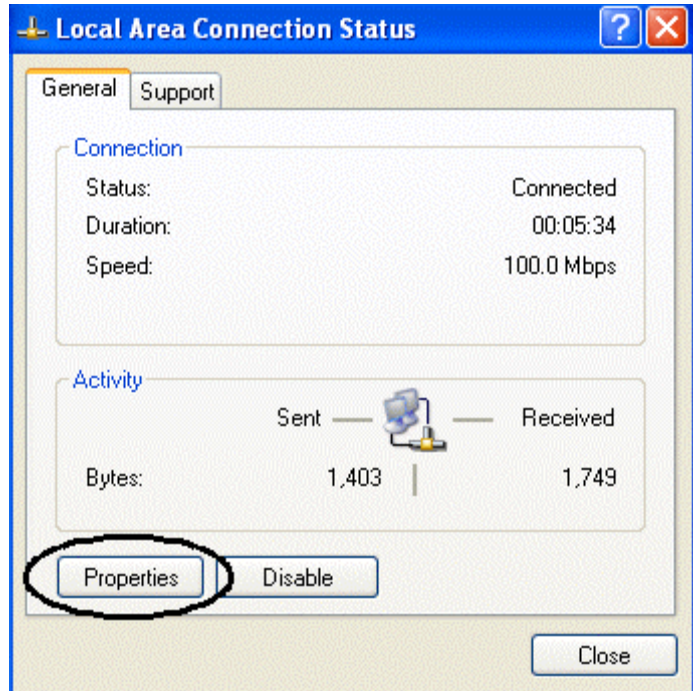 Local Area Connection Status
General Support
Connection
Status: Connected
Duration: 00:05:34
Speed: 100.0 Mbps
Activity
Sent Received
Bytes: 1,403 1,749
Properties Disable
Close